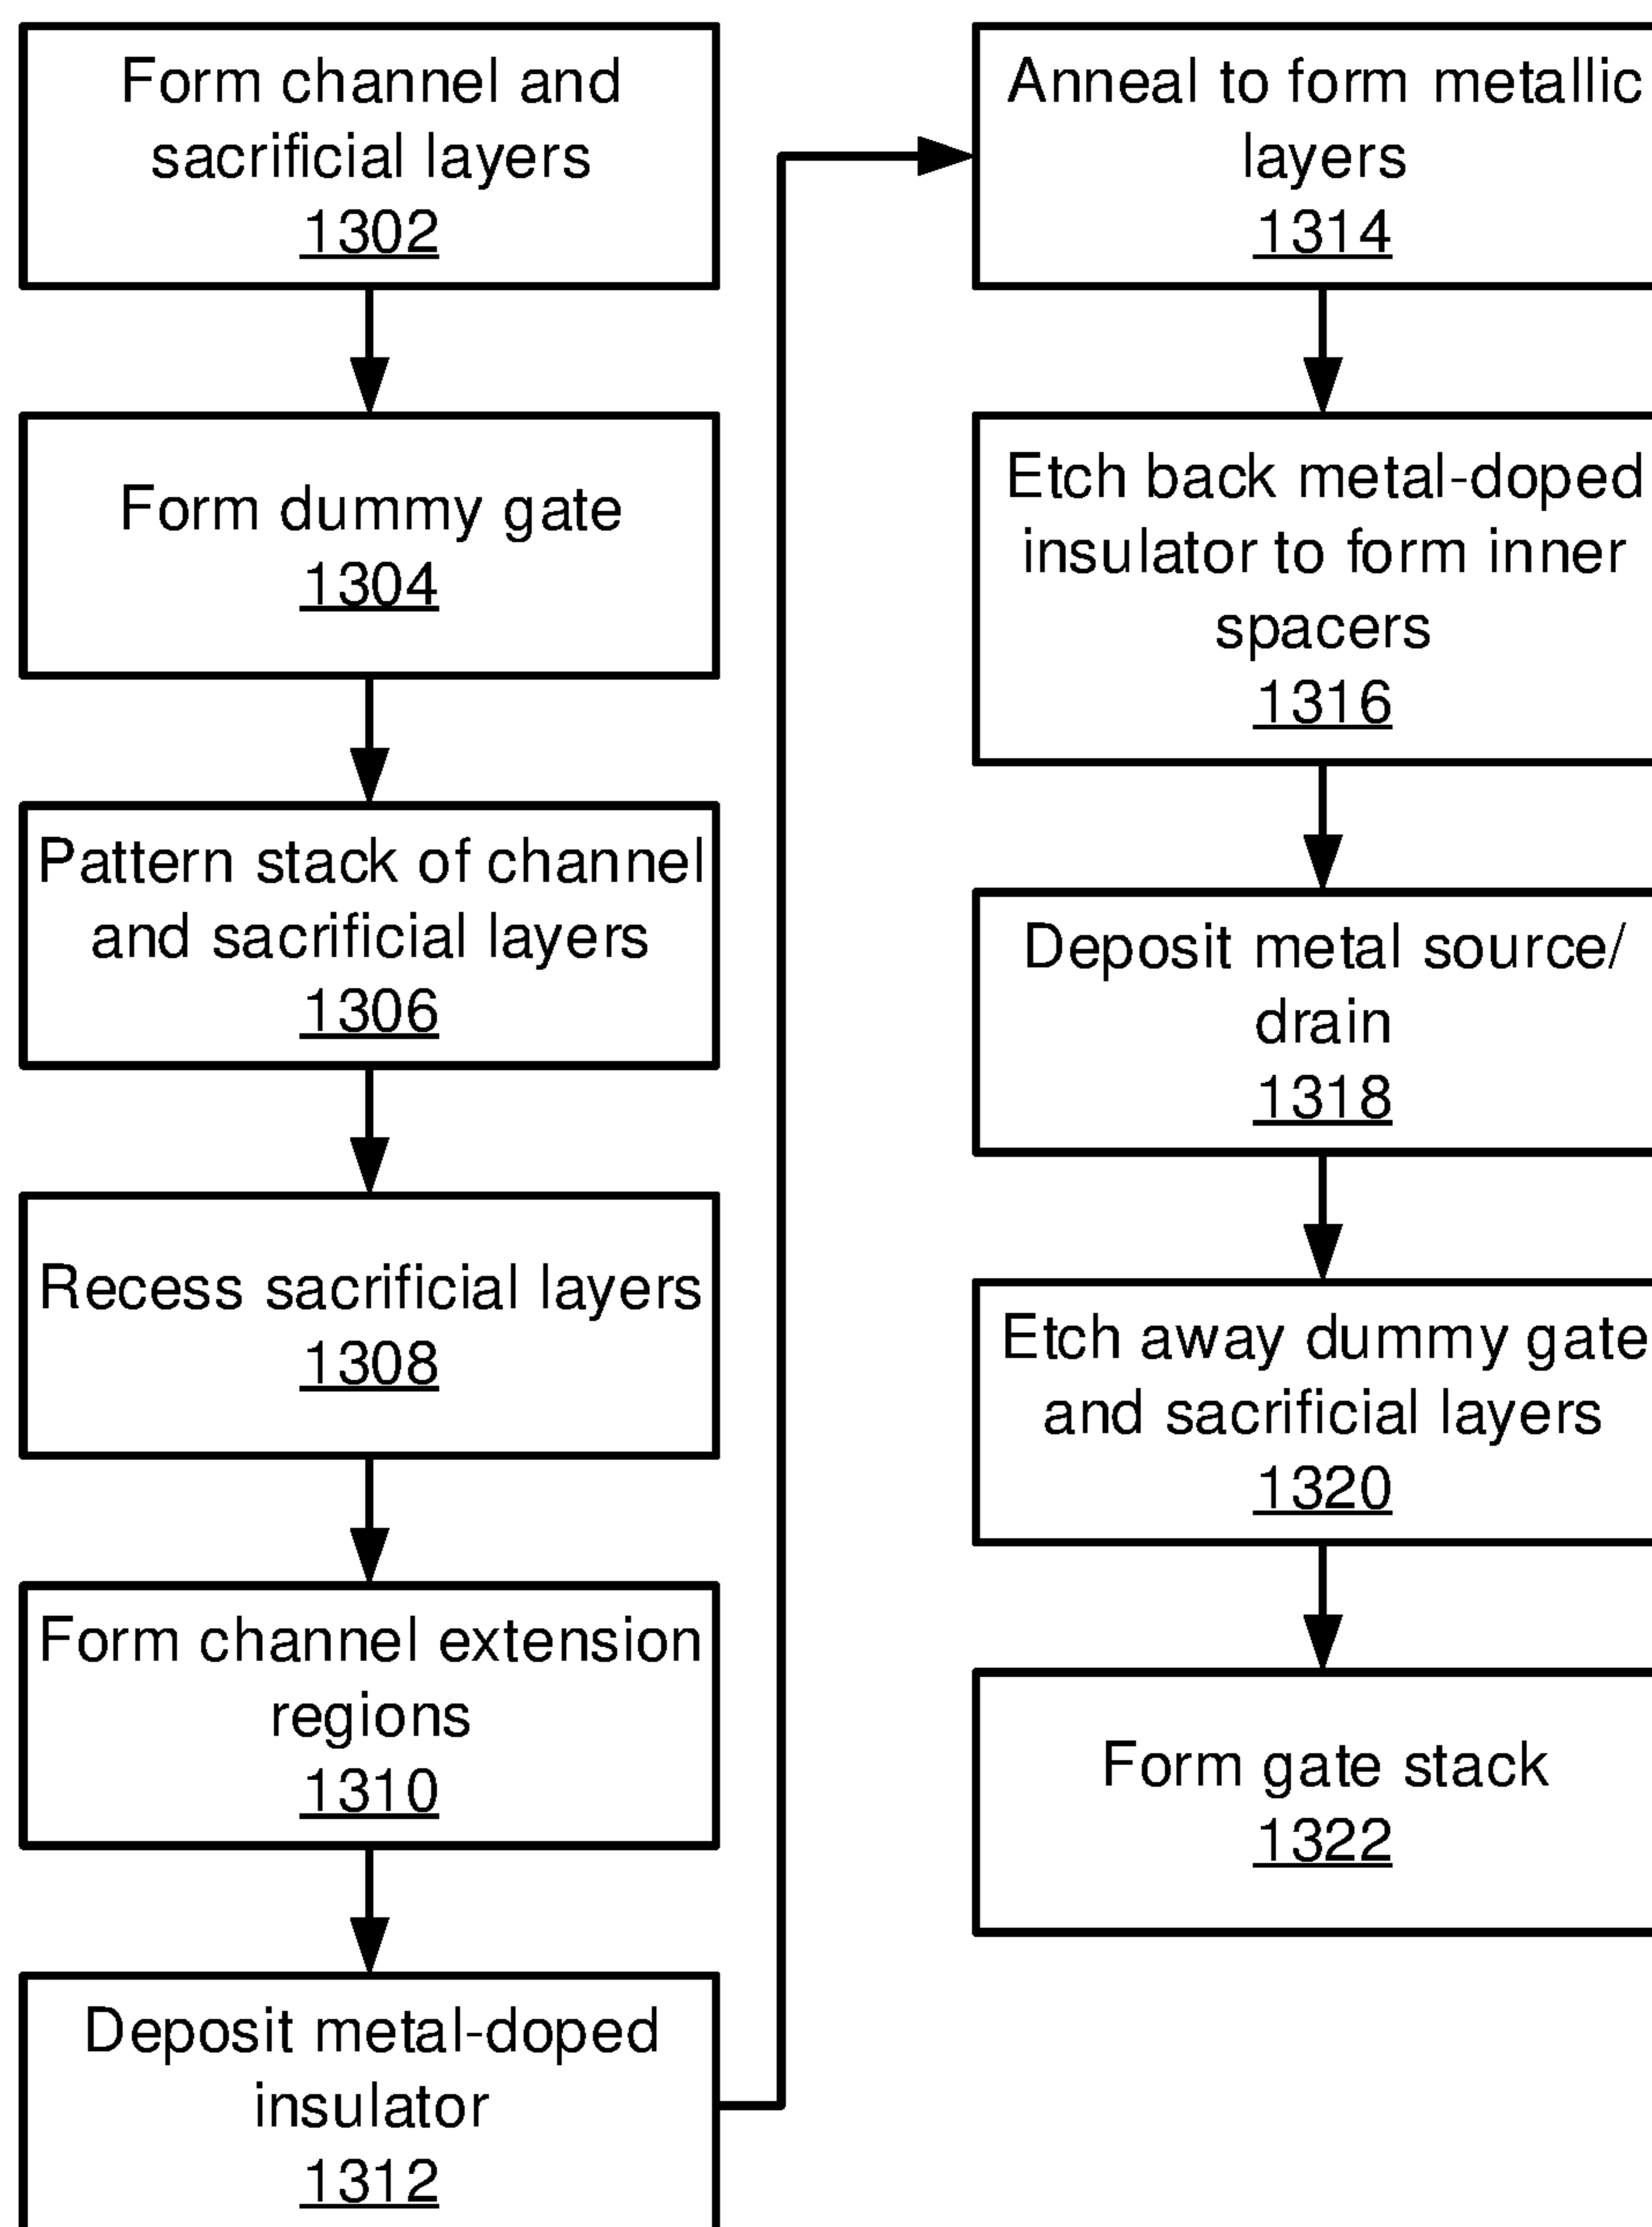 Form channel and
sacrificial layers
1302
Form dummy gate
1304
Pattern stack of channel
and sacrificial layers
1306
Recess sacrificial layers
1308
Form channel extension
regions
1310
Deposit metal-doped
insulator
1312
Anneal to form metallic
layers
1314
Etch back metal-doped
insulator to form inner
spacers
1316
Deposit metal source/
drain
1318
Etch away dummy gate
and sacrificial layers
1320
Form gate stack
1322